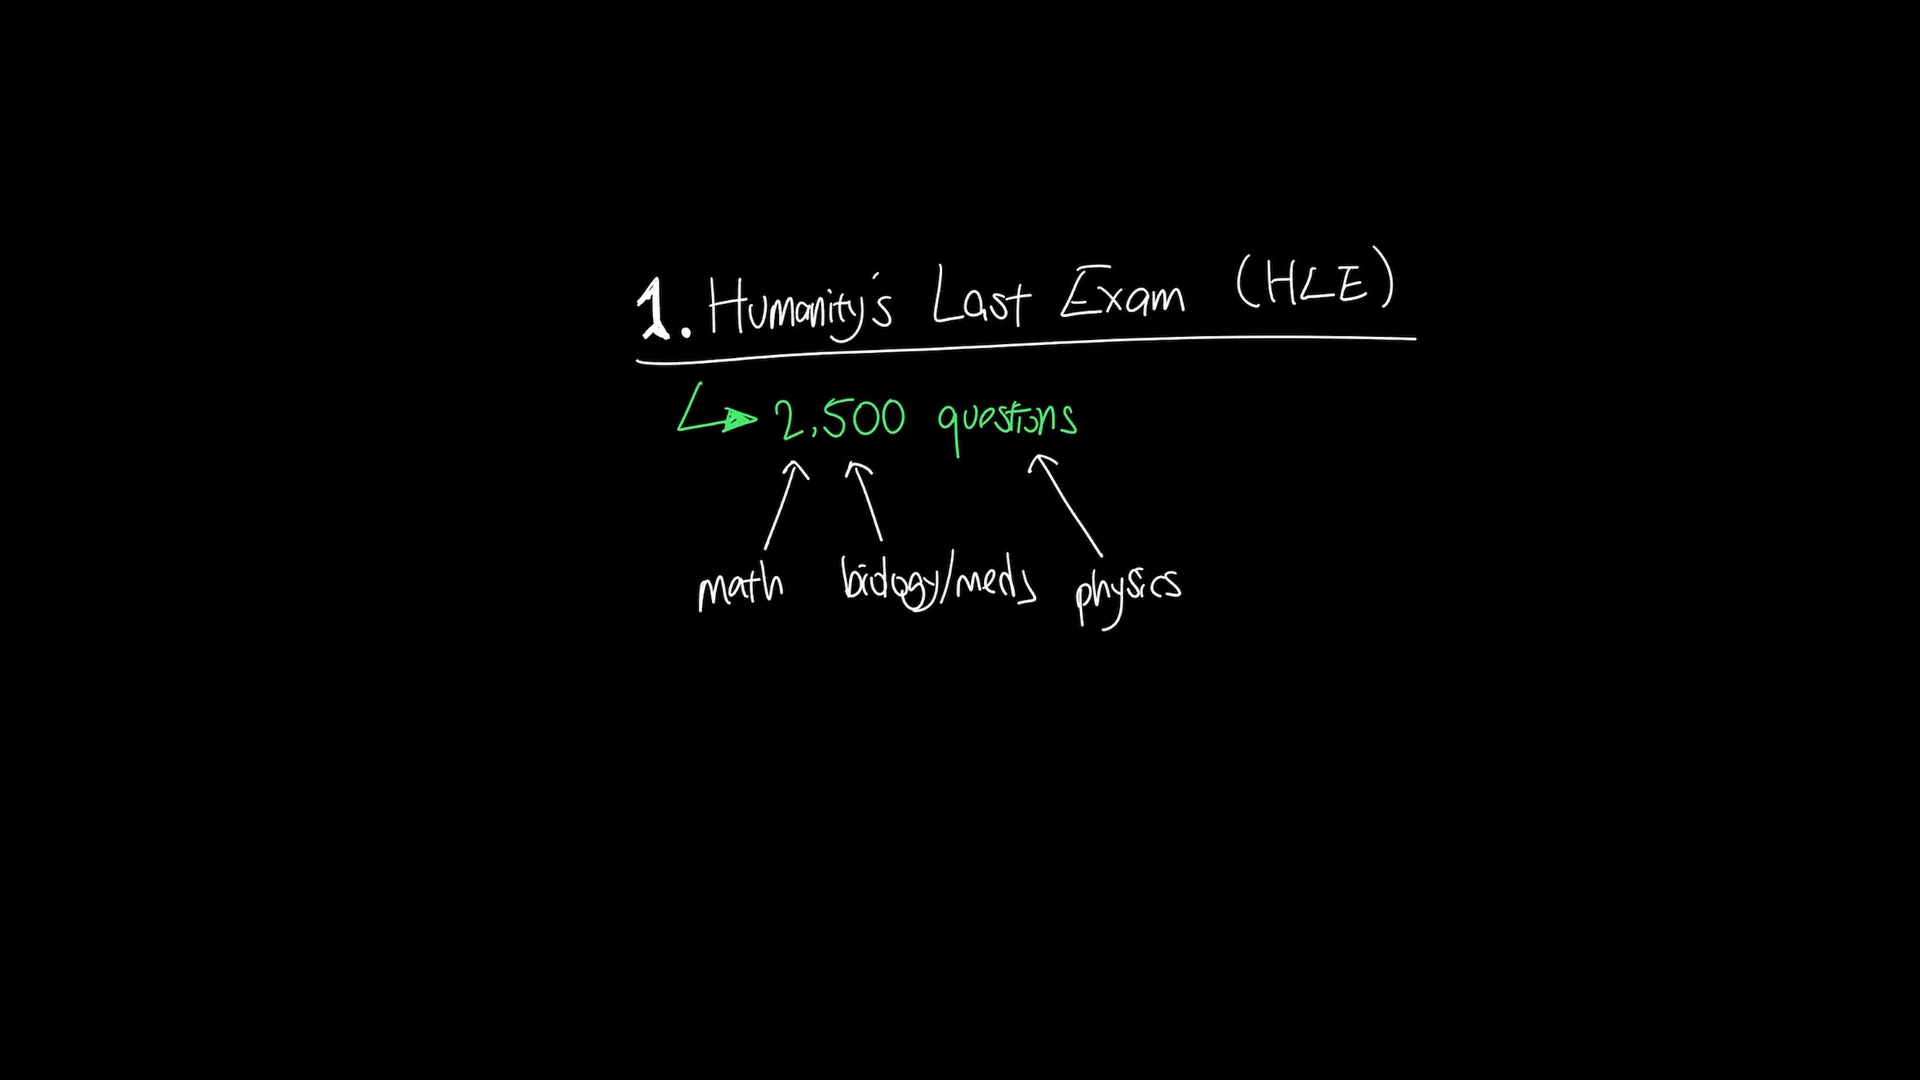 1. Humanity's Last Exam (HLE)
2,500 questions
math biology/meds physics